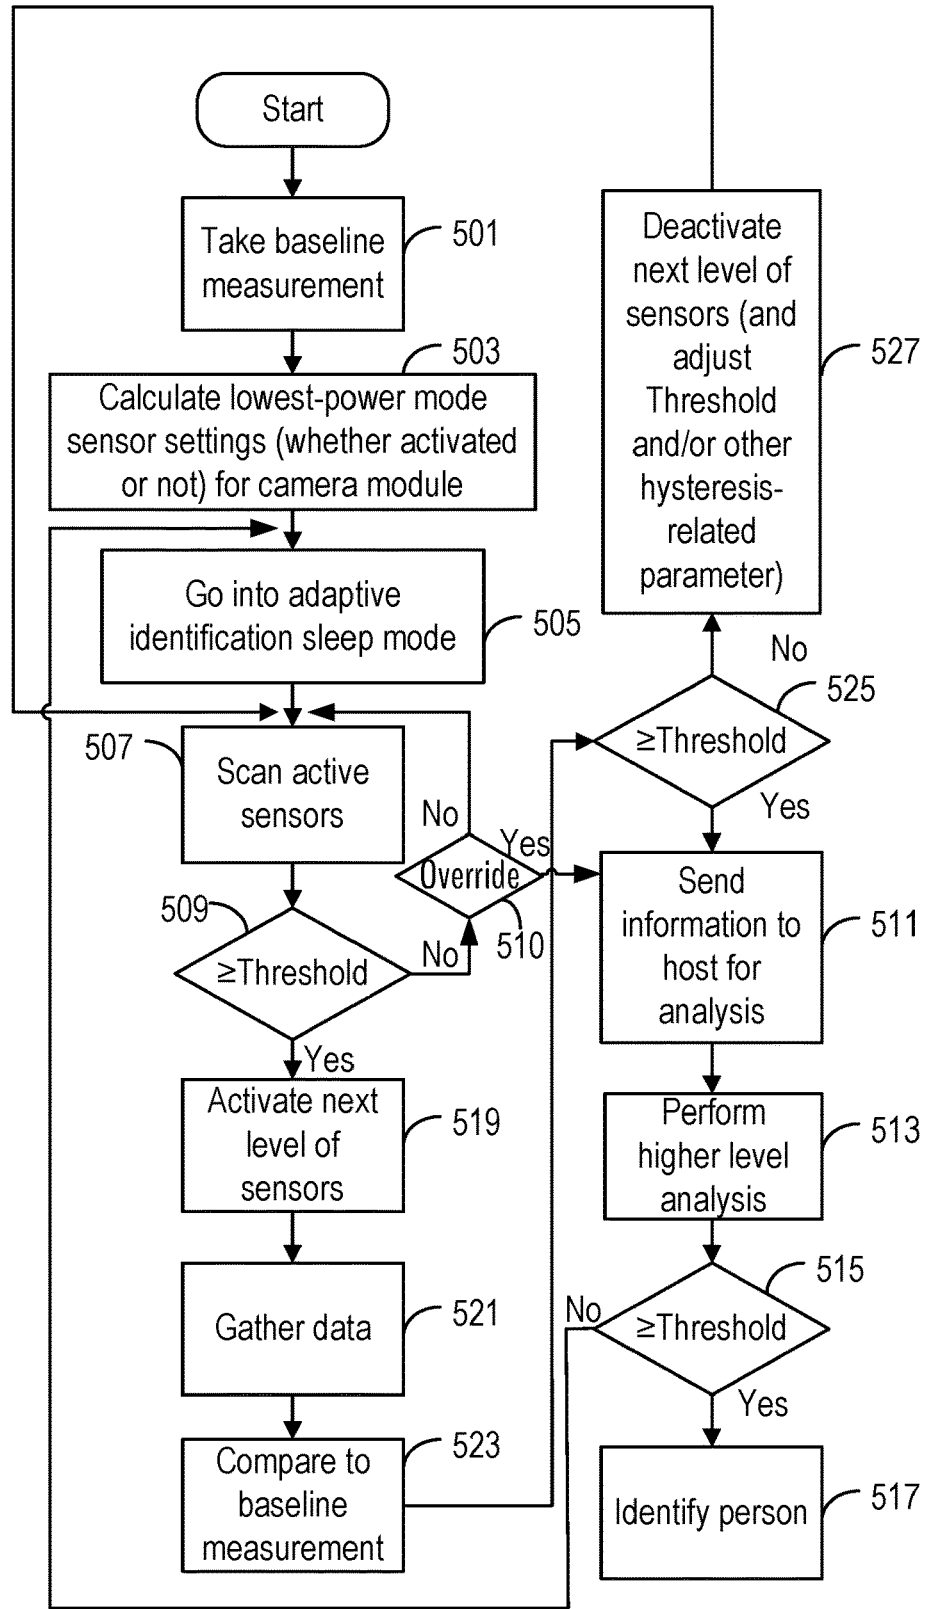 Start
Take baseline
measurement
501
503
Calculate lowest-power mode
sensor settings (whether activated
or not) for camera module
Go into adaptive
identification sleep mode
505
507
Scan active
sensors
509
≥Threshold
No
Override
No
Yes
510
Yes
Activate next
level of
sensors
519
Gather data
521
Compare to
baseline
measurement
523
Deactivate
next level of
sensors (and
adjust
Threshold
and/or other
hysteresis-
related
parameter)
527
No
525
≥Threshold
Yes
Send
information to
host for
analysis
511
Perform
higher level
analysis
513
515
No
≥Threshold
Yes
Identify person
517